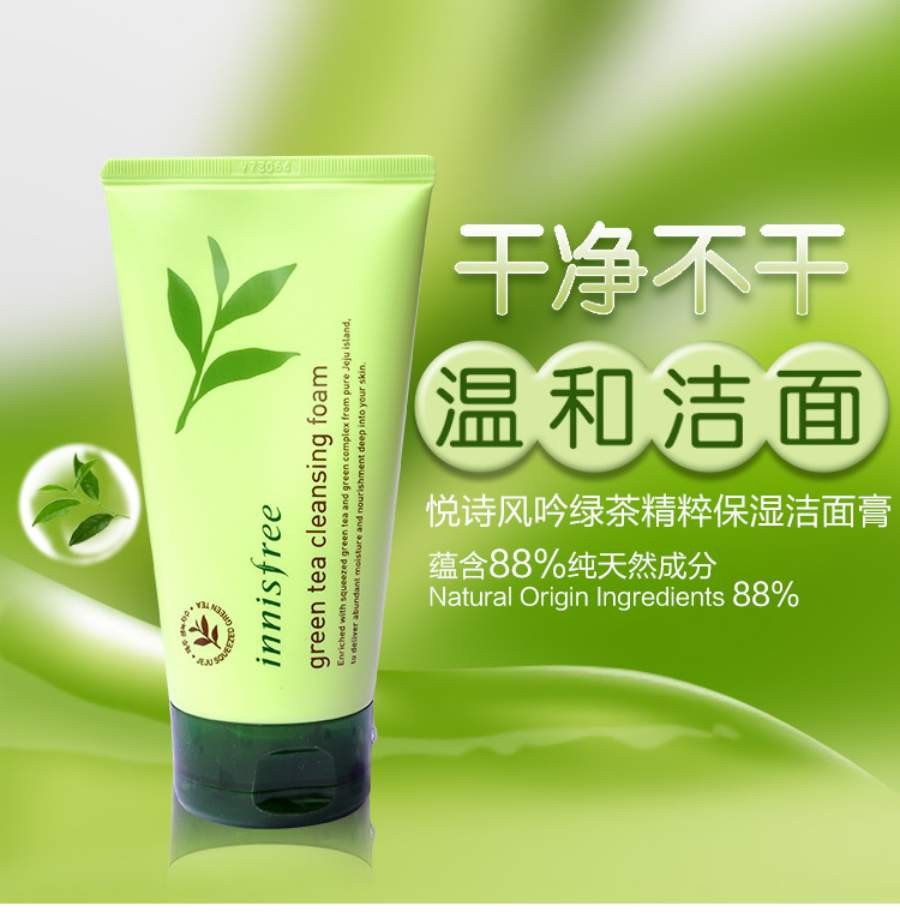 Y73064
干净不干
温和洁面
悦诗风吟绿茶精粹保湿洁面膏
蕴含88%纯天然成分
Natural Origin Ingredients 88%
innisfree
green tea cleansing foam
Enriched with squeezed green tea and green complex from pure Jeju island,
to deliver abundant moisture and nourishment deep into your skin.
JEJU SQUEEZED GREEN TEA